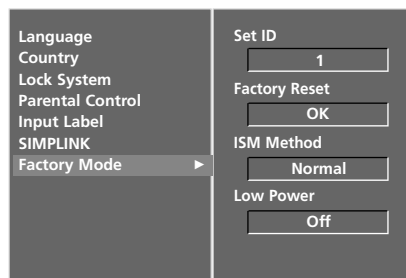 Language
Country
Lock System
Parental Control
Input Label
SIMPLINK
Factory Mode ►
Set ID
1
Factory Reset
OK
ISM Method
Normal
Low Power
Off